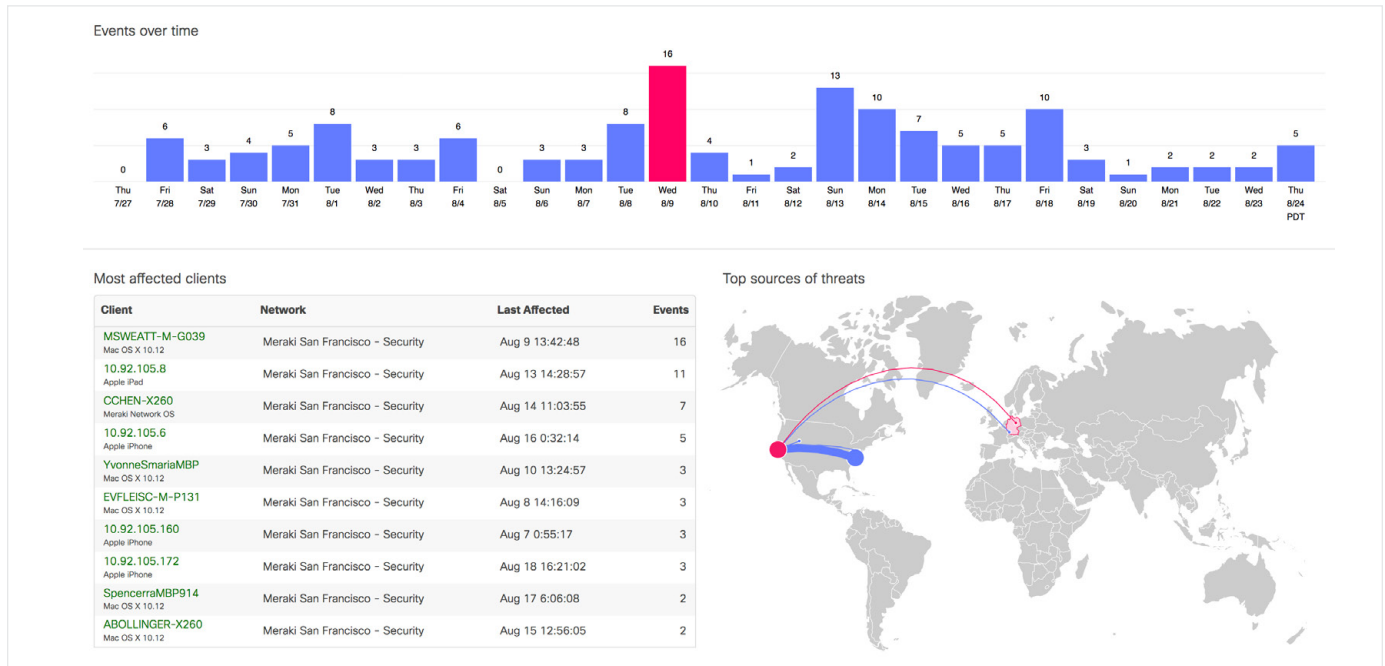 Events over time
16
13
10
10
8
8
7
6
6
5
5
5
5
4
4
3
3
3
3
3
3
2
2
2
2
1
1
0
0
Thu Fri Sat Sun Mon Tue Wed Thu Fri Sat Sun Mon Tue Wed Thu Fri Sat Sun Mon Tue Wed Thu Fri Sat Sun Mon Tue Wed Thu
7/27 7/28 7/29 7/30 7/31 8/1 8/2 8/3 8/4 8/5 8/6 8/7 8/8 8/9 8/10 8/11 8/12 8/13 8/14 8/15 8/16 8/17 8/18 8/19 8/20 8/21 8/22 8/23 8/24
PDT
Most affected clients
Client Network Last Affected Events
MSWEATT-M-G039
Mac OS X 10.12
Meraki San Francisco - Security Aug 9 13:42:48 16
10.92.105.8
Apple iPad
Meraki San Francisco - Security Aug 13 14:28:57 11
CCHEN-X260
Meraki Network OS
Meraki San Francisco - Security Aug 14 11:03:55 7
10.92.105.6
Apple iPhone
Meraki San Francisco - Security Aug 16 0:32:14 5
YvonneSmariaMBP
Mac OS X 10.12
Meraki San Francisco - Security Aug 10 13:24:57 3
EVFLEISC-M-P131
Mac OS X 10.12
Meraki San Francisco - Security Aug 8 14:16:09 3
10.92.105.160
Apple iPhone
Meraki San Francisco - Security Aug 7 0:55:17 3
10.92.105.172
Apple iPhone
Meraki San Francisco - Security Aug 18 16:21:02 3
SpencerraMBP914
Mac OS X 10.12
Meraki San Francisco - Security Aug 17 6:06:08 2
ABOLLINGER-X260
Mac OS X 10.12
Meraki San Francisco - Security Aug 15 12:56:05 2
Top sources of threats